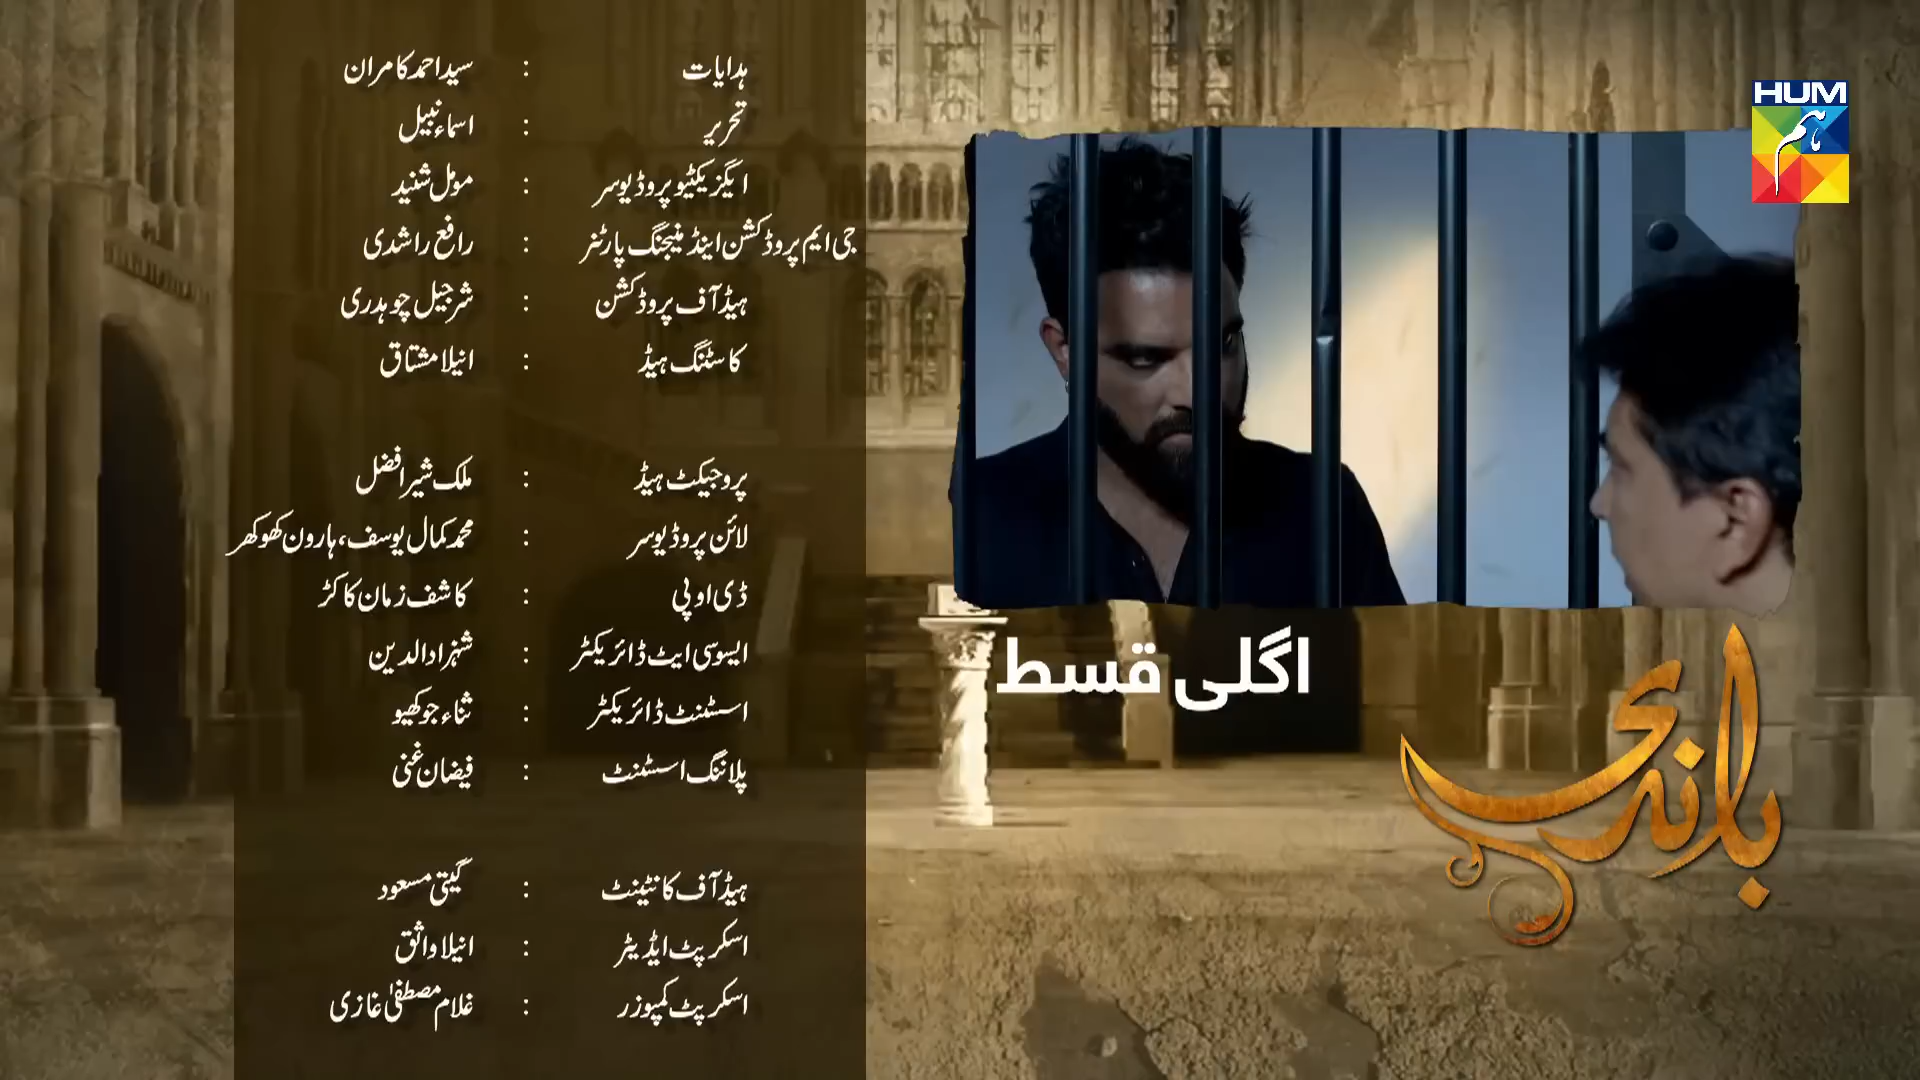 ہدایات : سید احمد کامران
تحریر : اسماء نبیل
ایگزیکٹیو پروڈیوسر : مومل شنید
جی ایم پروڈکشن اینڈ منیجنگ پارٹنر : رافع راشدی
ہیڈ آف پروڈکشن : شرجیل چوہدری
کاسٹنگ ہیڈ : انیلا مشتاق
پروجیکٹ ہیڈ : ملک شیر افضل
لائن پروڈیوسر : محمد کمال یوسف، ہارون کھوکھر
ڈی او پی : کاشف زمان کاکڑ
ایسوسی ایٹ ڈائریکٹر : شہزاد الدین
اسسٹنٹ ڈائریکٹر : ثناء جوکھیو
پلاننگ اسسٹنٹ : فیضان غنی
ہیڈ آف کانٹینٹ : گیتی مسعود
اسکرپٹ ایڈیٹر : انیلا واثق
اسکرپٹ کمپوزر : غلام مصطفیٰ غازی
HUM
ہم
اگلی قسط
باندی